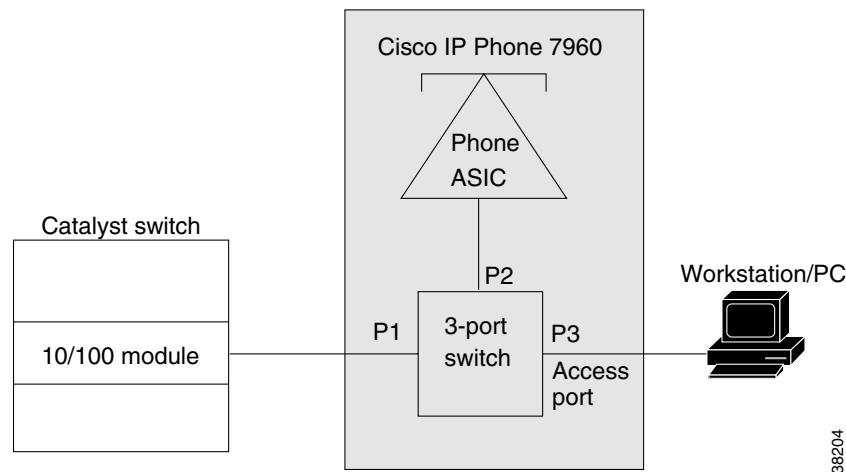 Cisco IP Phone 7960
Phone
ASIC
Catalyst switch
P2
Workstation/PC
10/100 module
P1
3-port
switch
P3
Access
port
38204